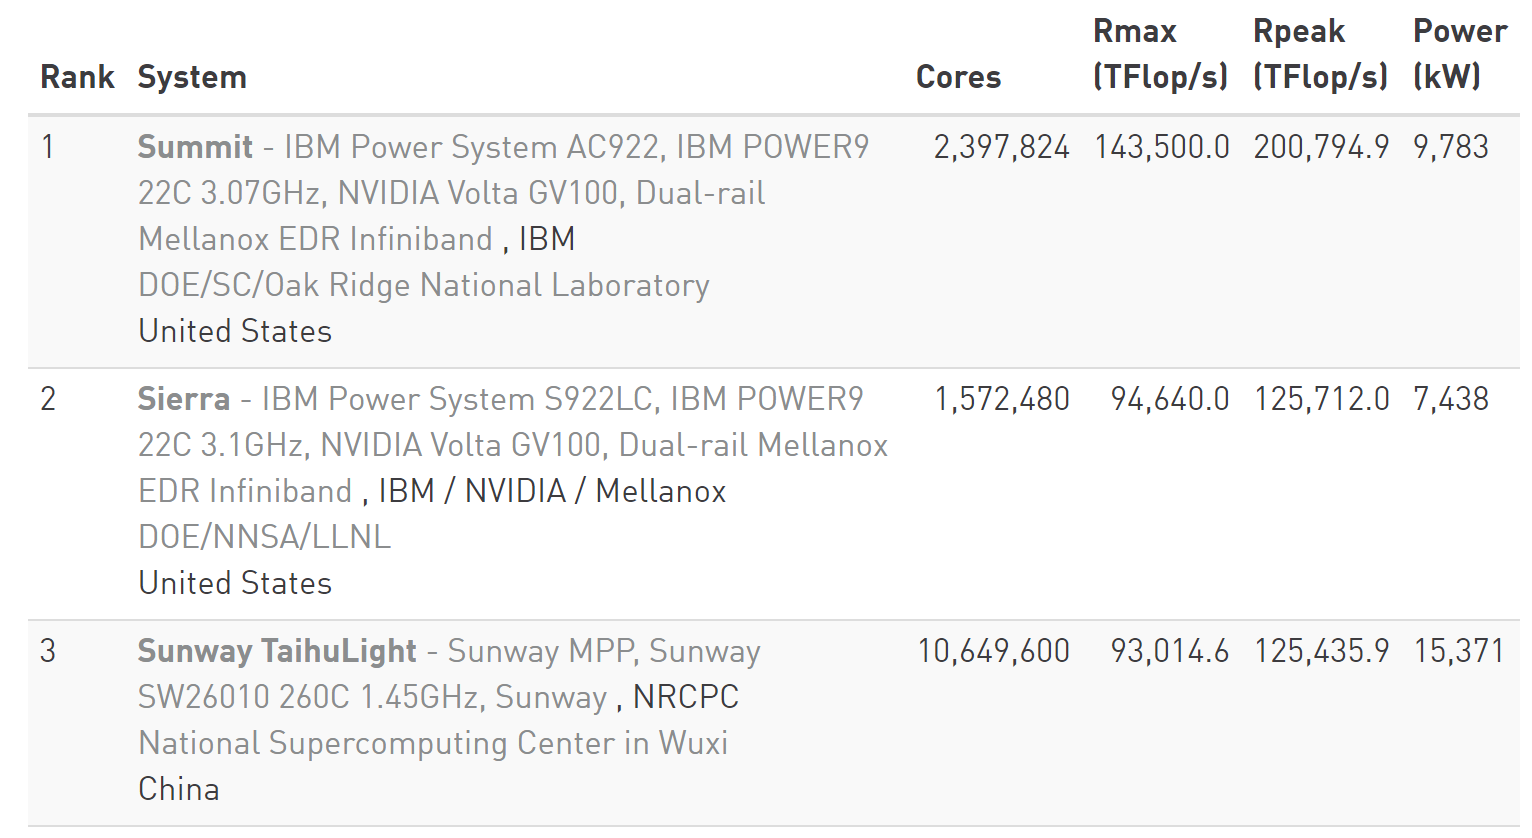 Rank System Cores Rmax (TFlop/s) Rpeak (TFlop/s) Power (kW)
1 Summit - IBM Power System AC922, IBM POWER9 2,397,824 143,500.0 200,794.9 9,783
22C 3.07GHz, NVIDIA Volta GV100, Dual-rail
Mellanox EDR Infiniband , IBM
DOE/SC/Oak Ridge National Laboratory
United States
2 Sierra - IBM Power System S922LC, IBM POWER9 1,572,480 94,640.0 125,712.0 7,438
22C 3.1GHz, NVIDIA Volta GV100, Dual-rail Mellanox
EDR Infiniband , IBM / NVIDIA / Mellanox
DOE/NNSA/LLNL
United States
3 Sunway TaihuLight - Sunway MPP, Sunway 10,649,600 93,014.6 125,435.9 15,371
SW26010 260C 1.45GHz, Sunway , NRCPC
National Supercomputing Center in Wuxi
China